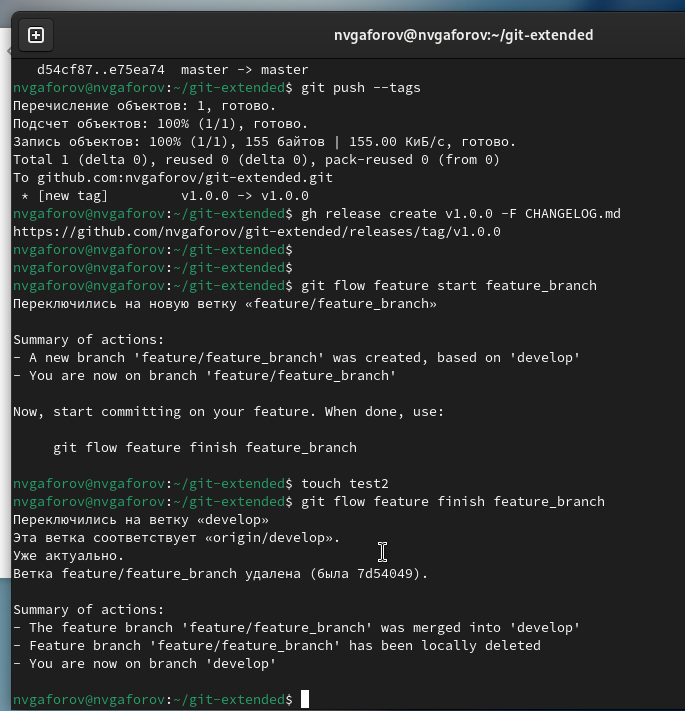 nvgaforov@nvgaforov:~/git-extended
d54cf87..e75ea74  master -> master
nvgaforov@nvgaforov:~/git-extended$ git push --tags
Перечисление объектов: 1, готово.
Подсчет объектов: 100% (1/1), готово.
Запись объектов: 100% (1/1), 155 байтов | 155.00 КиБ/с, готово.
Total 1 (delta 0), reused 0 (delta 0), pack-reused 0 (from 0)
To github.com:nvgaforov/git-extended.git
 * [new tag]         v1.0.0 -> v1.0.0
nvgaforov@nvgaforov:~/git-extended$ gh release create v1.0.0 -F CHANGELOG.md
https://github.com/nvgaforov/git-extended/releases/tag/v1.0.0
nvgaforov@nvgaforov:~/git-extended$
nvgaforov@nvgaforov:~/git-extended$
nvgaforov@nvgaforov:~/git-extended$ git flow feature start feature_branch
Переключились на новую ветку «feature/feature_branch»
Summary of actions:
- A new branch 'feature/feature_branch' was created, based on 'develop'
- You are now on branch 'feature/feature_branch'
Now, start committing on your feature. When done, use:
git flow feature finish feature_branch
nvgaforov@nvgaforov:~/git-extended$ touch test2
nvgaforov@nvgaforov:~/git-extended$ git flow feature finish feature_branch
Переключились на ветку «develop»
Эта ветка соответствует «origin/develop».
Уже актуально.
Ветка feature/feature_branch удалена (была 7d54049).
Summary of actions:
- The feature branch 'feature/feature_branch' was merged into 'develop'
- Feature branch 'feature/feature_branch' has been locally deleted
- You are now on branch 'develop'
nvgaforov@nvgaforov:~/git-extended$